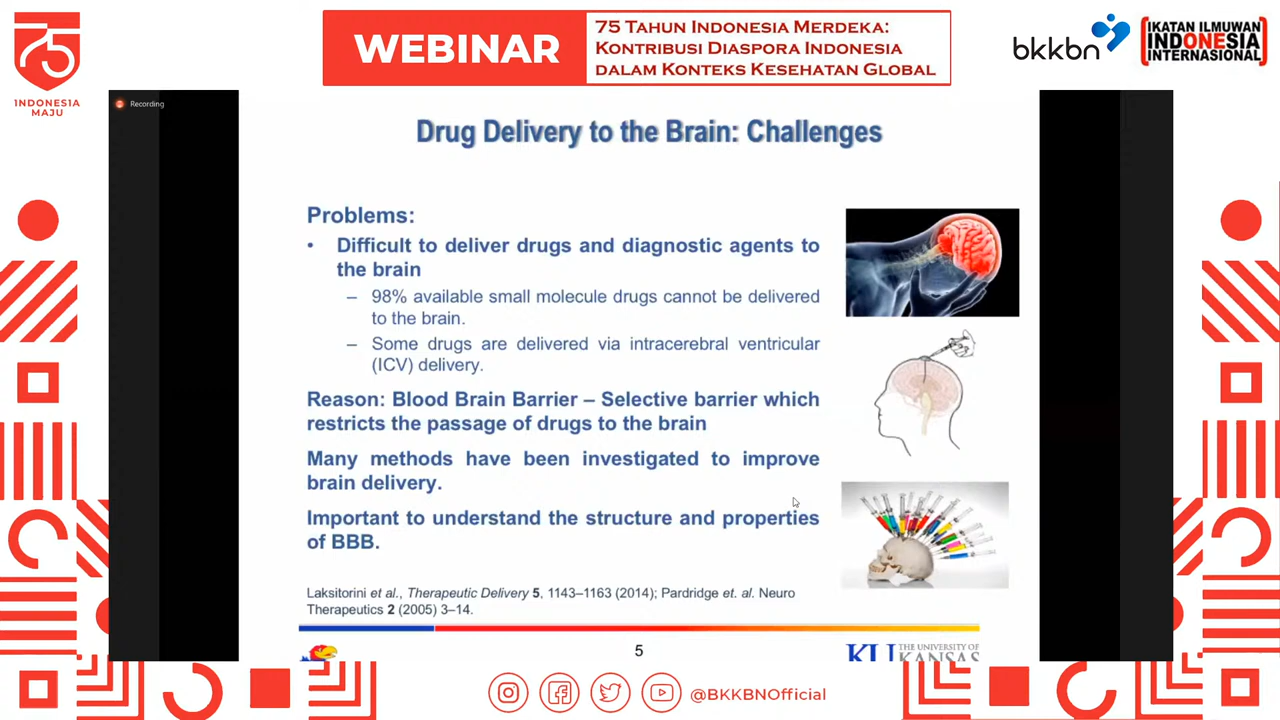 75
INDONESIA
MAJU
WEBINAR
75 TAHUN INDONESIA MERDEKA:
KONTRIBUSI DIASPORA INDONESIA
DALAM KONTEKS KESEHATAN GLOBAL
bkkbn
IKATAN ILMUWAN
INDONESIA
INTERNASIONAL
Recording
Drug Delivery to the Brain: Challenges
Problems:
• Difficult to deliver drugs and diagnostic agents to
the brain
– 98% available small molecule drugs cannot be delivered
to the brain.
– Some drugs are delivered via intracerebral ventricular
(ICV) delivery.
Reason: Blood Brain Barrier – Selective barrier which
restricts the passage of drugs to the brain
Many methods have been investigated to improve
brain delivery.
Important to understand the structure and properties
of BBB.
Laksitorini et al., Therapeutic Delivery 5, 1143–1163 (2014); Pardridge et. al. Neuro
Therapeutics 2 (2005) 3–14.
5
KU THE UNIVERSITY OF
KANSAS
@BKKBNOfficial